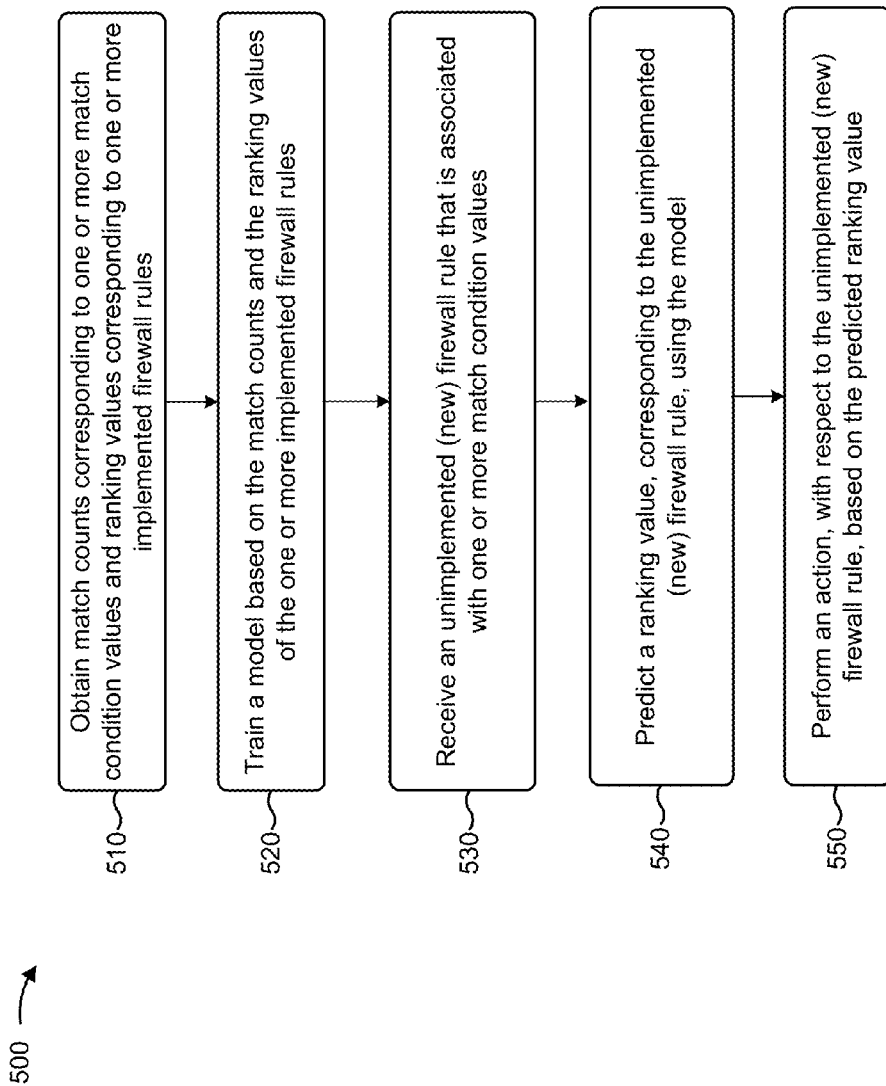 500
510
Obtain match counts corresponding to one or more match
condition values and ranking values corresponding to one or more
implemented firewall rules
520
Train a model based on the match counts and the ranking values
of the one or more implemented firewall rules
530
Receive an unimplemented (new) firewall rule that is associated
with one or more match condition values
540
Predict a ranking value, corresponding to the unimplemented
(new) firewall rule, using the model
550
Perform an action, with respect to the unimplemented (new)
firewall rule, based on the predicted ranking value